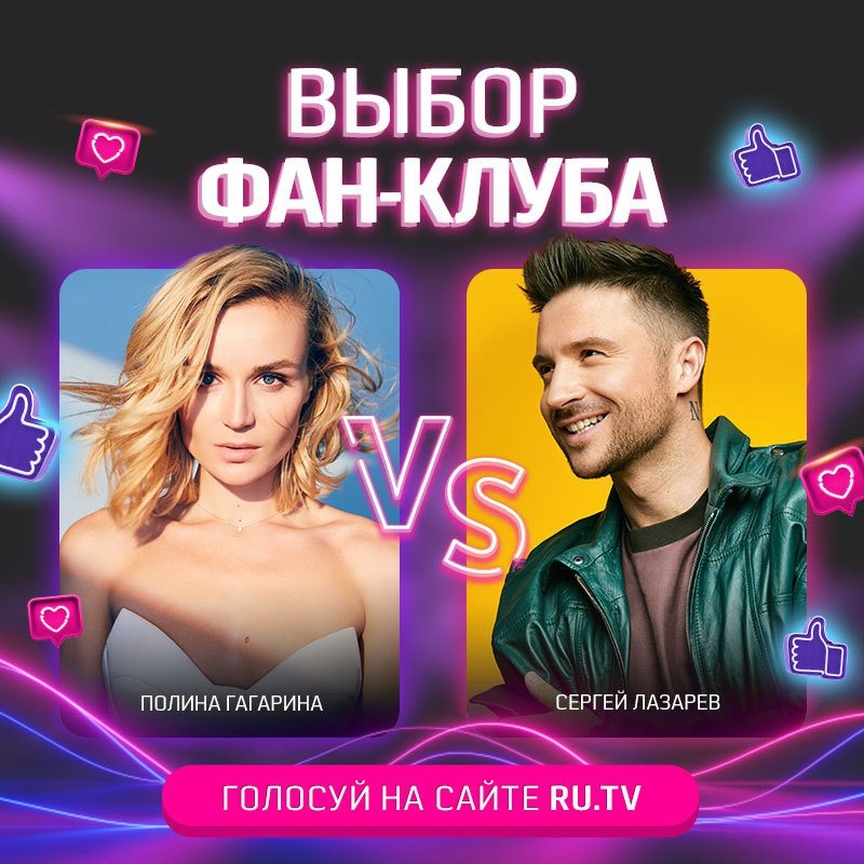 ВЫБОР
ФАН-КЛУБА
VS
ПОЛИНА ГАГАРИНА
СЕРГЕЙ ЛАЗАРЕВ
ГОЛОСУЙ НА САЙТЕ RU.TV